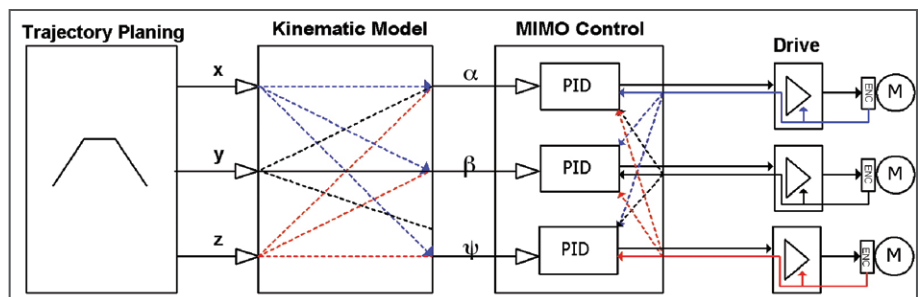 Trajectory Planing
Kinematic Model
MIMO Control
Drive
x
α
PID
ENC
M
y
β
PID
ENC
M
z
ψ
PID
ENC
M